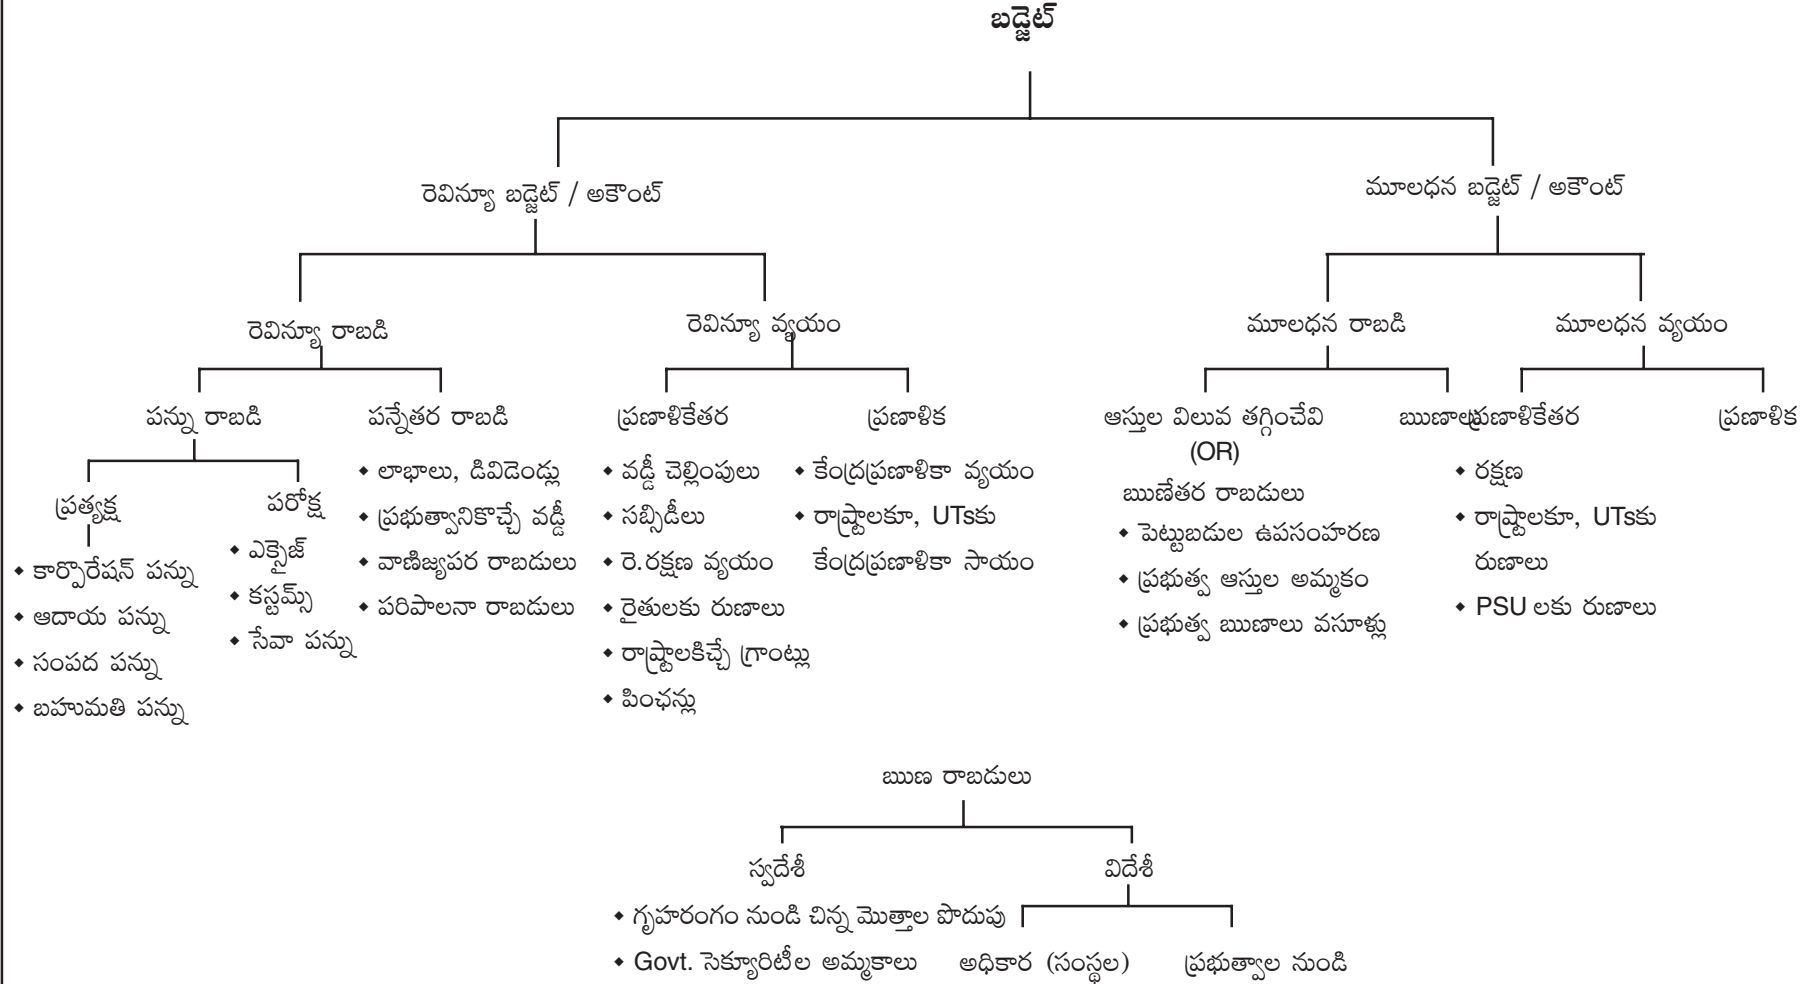 బడ్జెట్
రెవిన్యూ బడ్జెట్ / అకౌంట్
మూలధన బడ్జెట్ / అకౌంట్
రెవిన్యూ రాబడి
రెవిన్యూ వ్యయం
మూలధన రాబడి
మూలధన వ్యయం
పన్ను రాబడి
పన్నేతర రాబడి
ప్రణాళికేతర
ప్రణాళిక
ఆస్తుల విలువ తగ్గించేవి
(OR)
ఋణేతర రాబడులు
ఋణాలు
ప్రణాళికేతర
ప్రణాళిక
ప్రత్యక్ష
పరోక్ష
◆ కార్పొరేషన్ పన్ను
◆ ఆదాయ పన్ను
◆ సంపద పన్ను
◆ బహుమతి పన్ను
◆ ఎక్సైజ్
◆ కస్టమ్స్
◆ సేవా పన్ను
◆ లాభాలు, డివిడెండ్లు
◆ ప్రభుత్వానికొచ్చే వడ్డీ
◆ వాణిజ్యపర రాబడులు
◆ పరిపాలనా రాబడులు
◆ వడ్డీ చెల్లింపులు
◆ సబ్సిడీలు
◆ రె.రక్షణ వ్యయం
◆ రైతులకు రుణాలు
◆ రాష్ట్రాలకిచ్చే గ్రాంట్లు
◆ పింఛన్లు
◆ కేంద్రప్రణాళికా వ్యయం
◆ రాష్ట్రాలకూ, UTsకు
కేంద్రప్రణాళికా సాయం
◆ పెట్టుబడుల ఉపసంహరణ
◆ ప్రభుత్వ ఆస్తుల అమ్మకం
◆ ప్రభుత్వ ఋణాలు వసూళ్లు
◆ రక్షణ
◆ రాష్ట్రాలకూ, UTsకు
రుణాలు
◆ PSU లకు రుణాలు
ఋణ రాబడులు
స్వదేశీ
విదేశీ
◆ గృహరంగం నుండి చిన్న మొత్తాల పొదుపు
◆ Govt. సెక్యూరిటీల అమ్మకాలు
అధికార (సంస్థల)
ప్రభుత్వాల నుండి